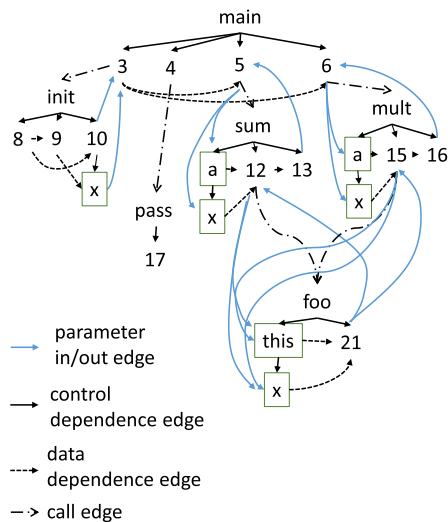 main
3 4 5 6
init
mult
8 9 10
sum
a 15 16
a 12 13
x
x
pass
x
17
foo
this 21
x
parameter
in/out edge
control
dependence edge
data
dependence edge
call edge